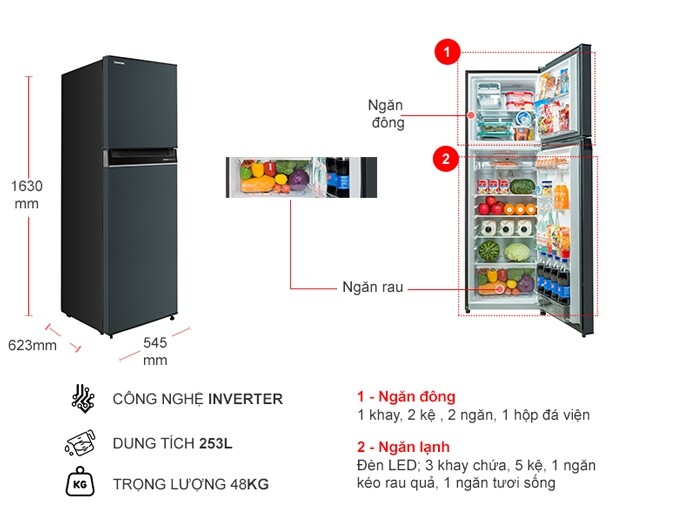 TOSHIBA
1
Ngăn
đông
2
1630
mm
Ngăn rau
623mm
545
mm
CÔNG NGHỆ INVERTER
DUNG TÍCH 253L
KG
TRỌNG LƯỢNG 48KG
1 - Ngăn đông
1 khay, 2 kệ , 2 ngăn, 1 hộp đá viện
2 - Ngăn lạnh
Đèn LED; 3 khay chứa, 5 kệ, 1 ngăn
kéo rau quả, 1 ngăn tươi sống